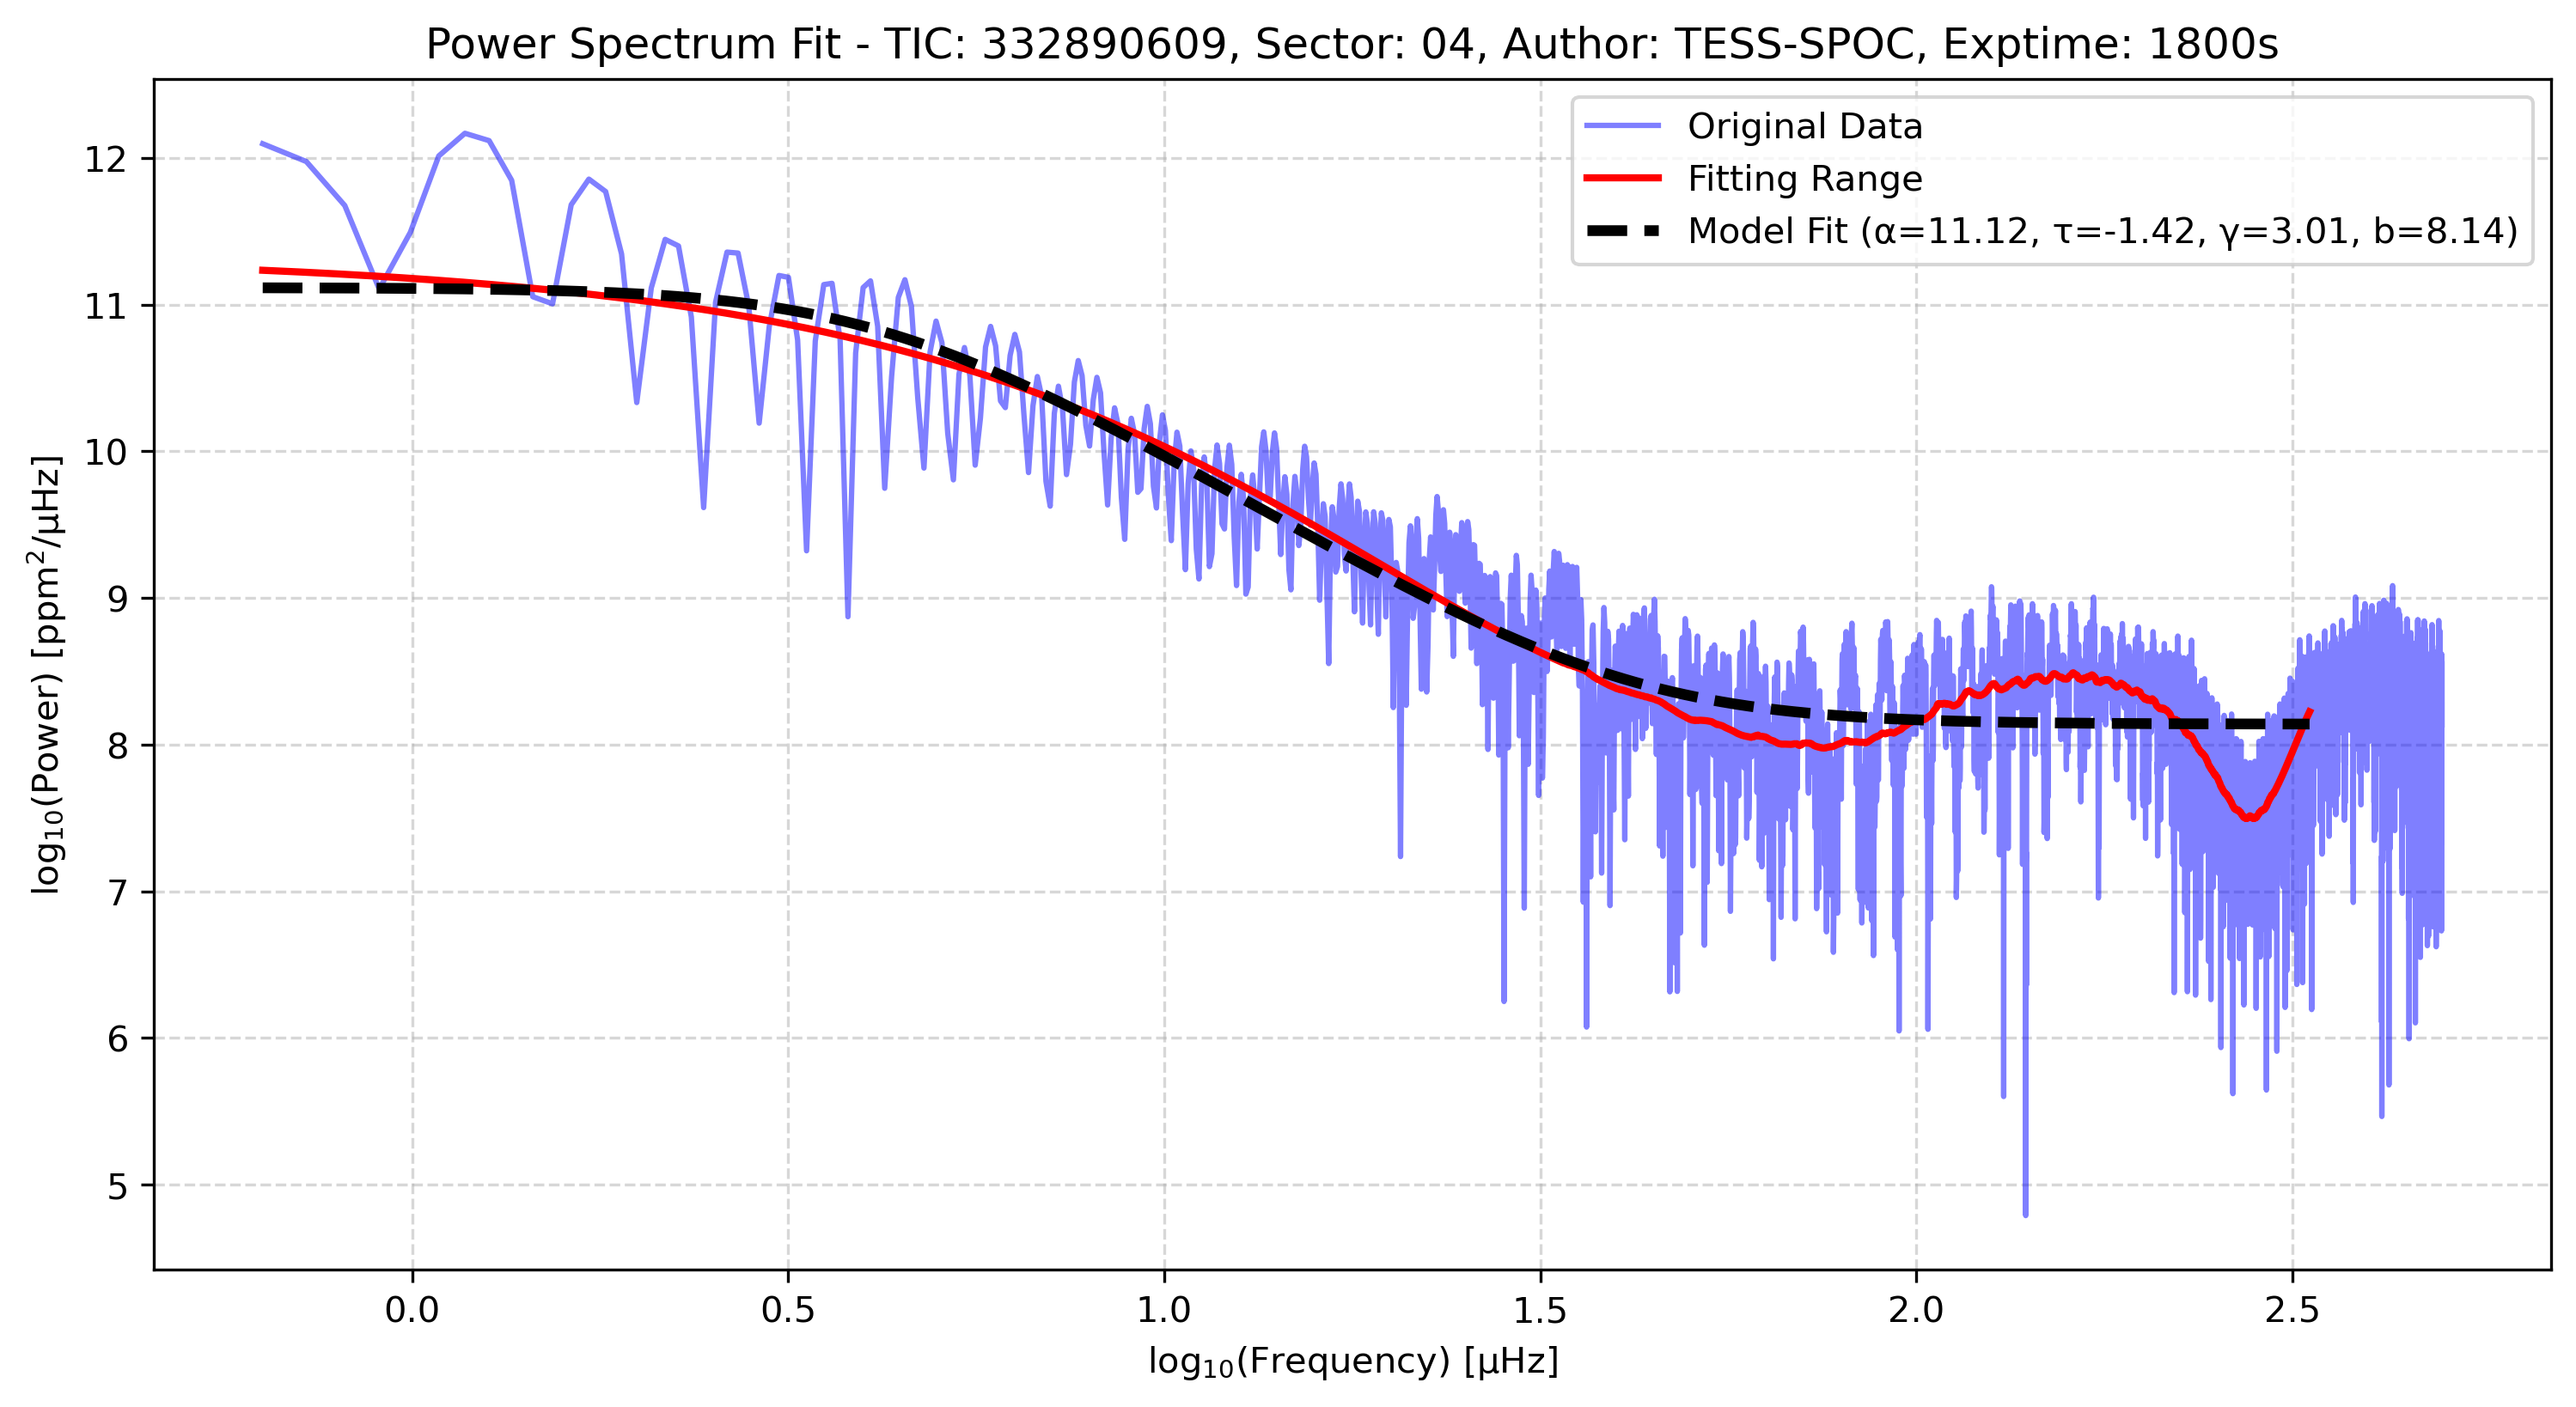 Power Spectrum Fit - TIC: 332890609, Sector: 04, Author: TESS-SPOC, Exptime: 1800s
Original Data
Fitting Range
Model Fit (α=11.12, τ=-1.42, γ=3.01, b=8.14)
log₁₀(Power) [ppm²/µHz]
12
11
10
9
8
7
6
5
0.0 0.5 1.0 1.5 2.0 2.5
log₁₀(Frequency) [µHz]